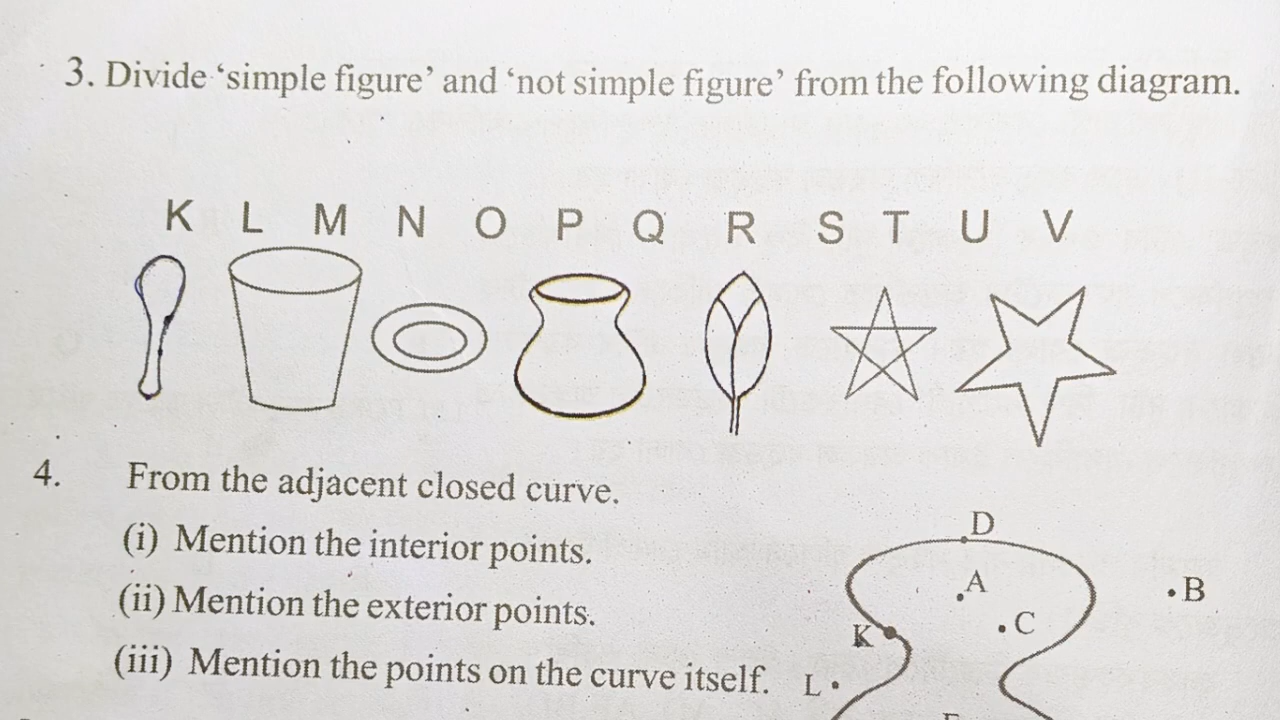 3. Divide ‘simple figure’ and ‘not simple figure’ from the following diagram.
K L M N O P Q R S T U V
4. From the adjacent closed curve.
(i) Mention the interior points.
(ii) Mention the exterior points.
(iii) Mention the points on the curve itself.
D
A
B
C
K
L